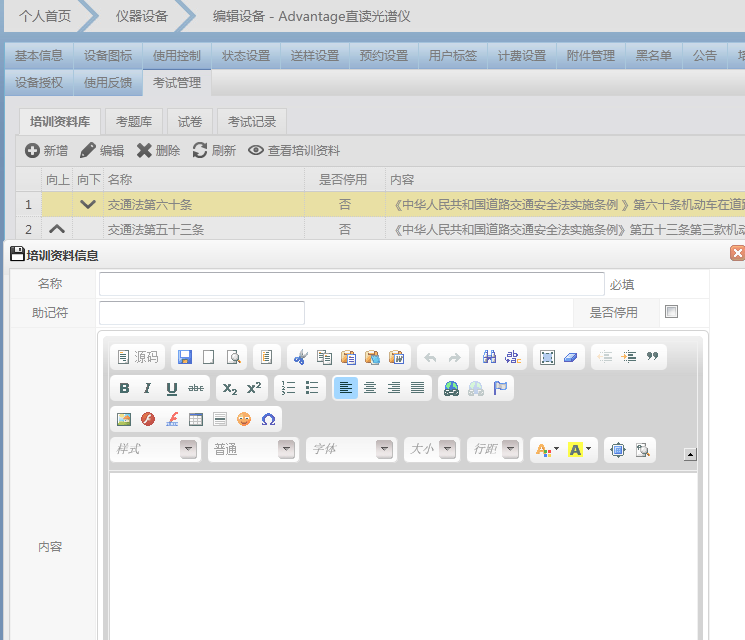 个人首页 仪器设备 编辑设备 - Advantage直读光谱仪
基本信息 设备图标 使用控制 状态设置 送样设置 预约设置 用户标签 计费设置 附件管理 黑名单 公告
设备授权 使用反馈 考试管理
培训资料库 考题库 试卷 考试记录
新增 编辑 删除 刷新 查看培训资料
向上 向下 名称 是否停用 内容
1 交通法第六十条 否 《中华人民共和国道路交通安全法实施条例 》第六十条机动车在道路
2 交通法第五十三条 否 《中华人民共和国道路交通安全法实施条例》第五十三条第三款机动
培训资料信息
名称 必填
助记符 是否停用
源码
B I U abc X₂ X²
样式 普通 字体 大小 行距 A A
内容